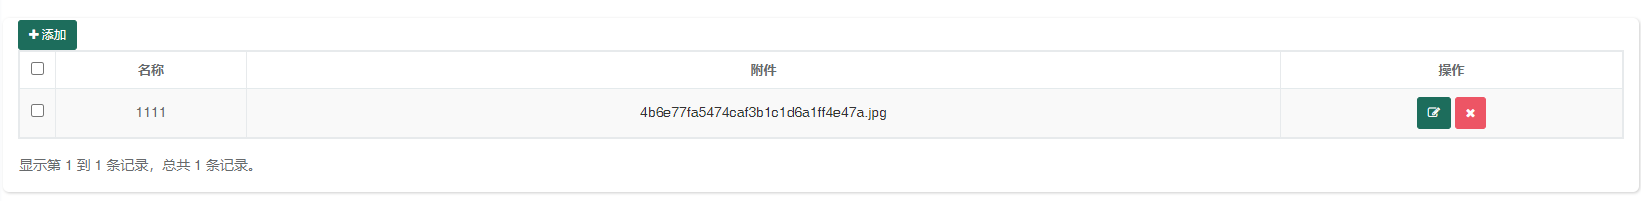 添加
名称 附件 操作
1111 4b6e77fa5474caf3b1c1d6a1ff4e47a.jpg
显示第 1 到 1 条记录，总共 1 条记录。